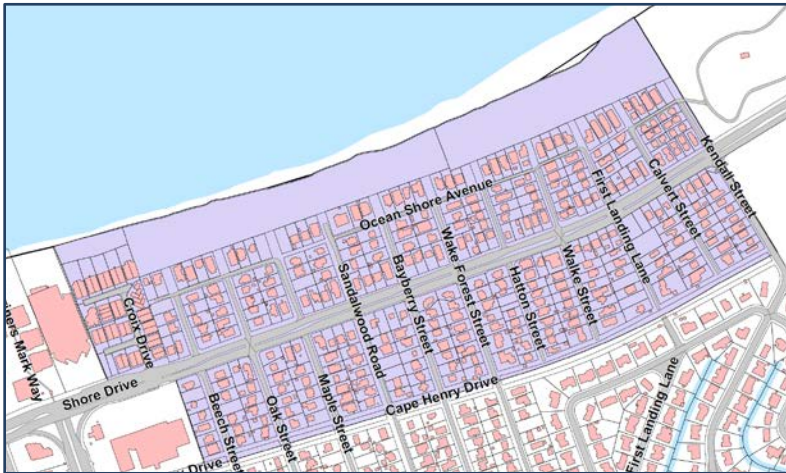 Ocean Shore Avenue
Kendall Street
Calvert Street
First Landing Lane
Walke Street
Hatton Street
Wake Forest Street
Bayberry Street
Sandalwood Road
Croix Drive
Shore Drive
Cape Henry Drive
Maple Street
Oak Street
Beech Street
First Landing Lane
Mark Way
Drive